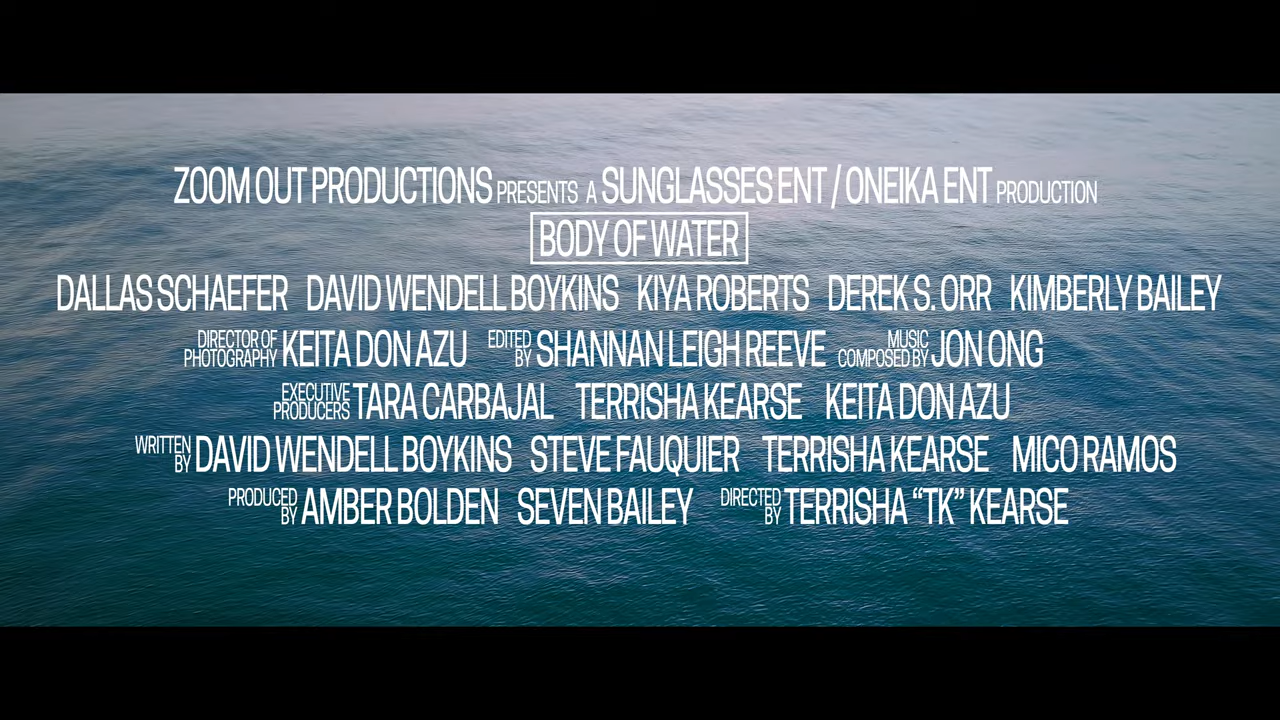 ZOOM OUT PRODUCTIONS PRESENTS A SUNGLASSES ENT / ONEIKA ENT PRODUCTION
BODY OF WATER
DALLAS SCHAEFER DAVID WENDELL BOYKINS KIYA ROBERTS DEREK S. ORR KIMBERLY BAILEY
DIRECTOR OF PHOTOGRAPHY KEITA DON AZU EDITED BY SHANNAN LEIGH REEVE MUSIC COMPOSED BY JON ONG
EXECUTIVE PRODUCERS TARA CARBAJAL TERRISHA KEARSE KEITA DON AZU
WRITTEN BY DAVID WENDELL BOYKINS STEVE FAUQUIER TERRISHA KEARSE MICO RAMOS
PRODUCED BY AMBER BOLDEN SEVEN BAILEY DIRECTED BY TERRISHA “TK” KEARSE